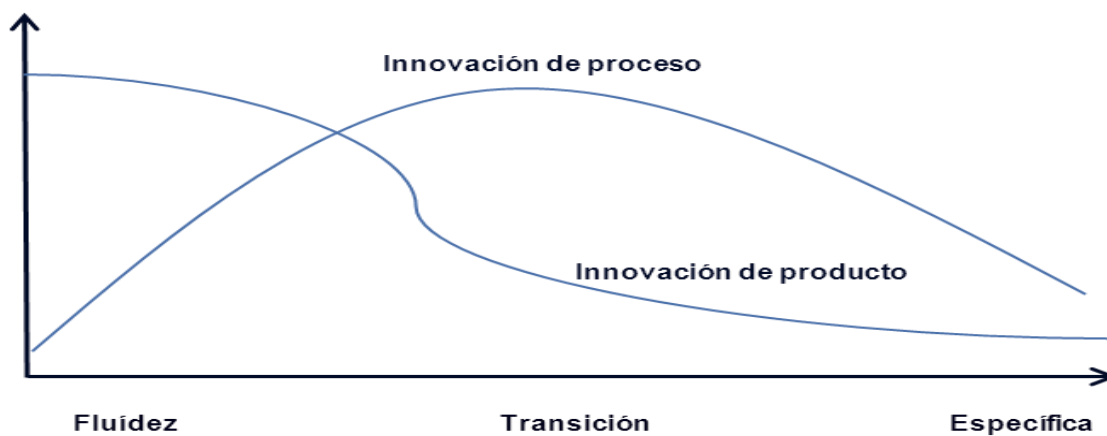 Innovación de proceso
Innovación de producto
Fluídez
Transición
Específica